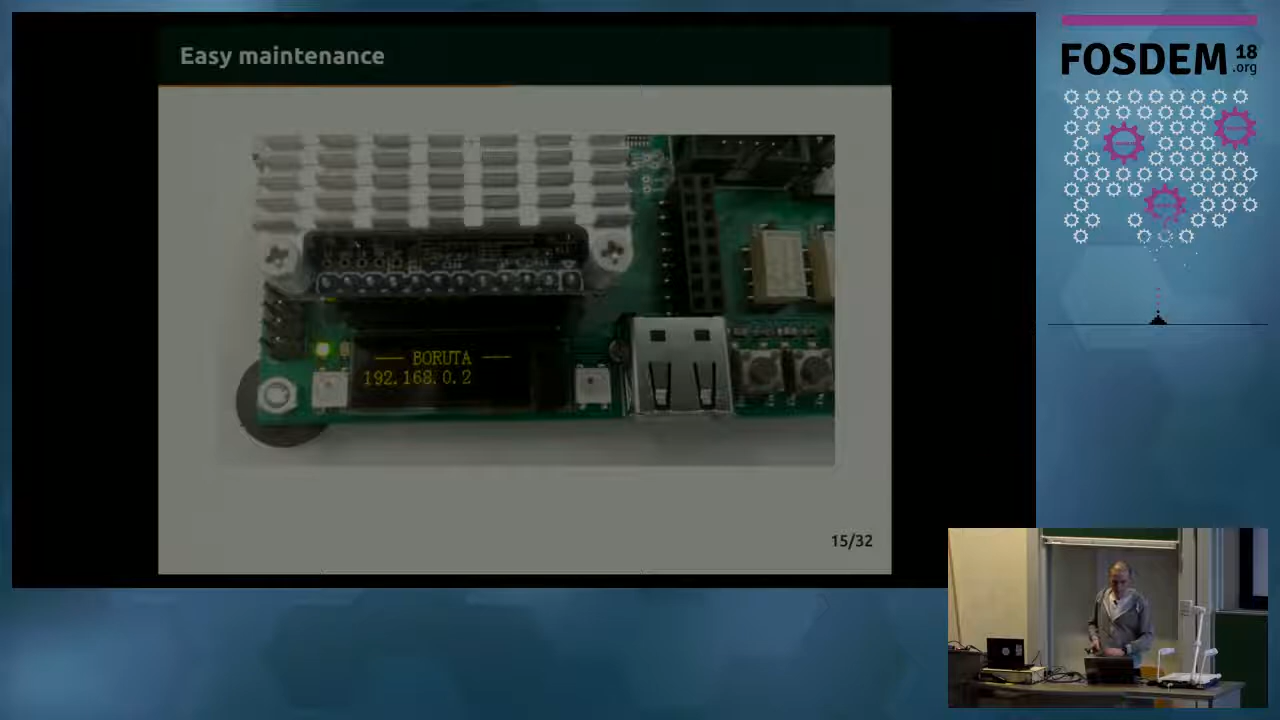 Easy maintenance
BORUTA
192.168.0.2
15/32
FOSDEM 18
.org